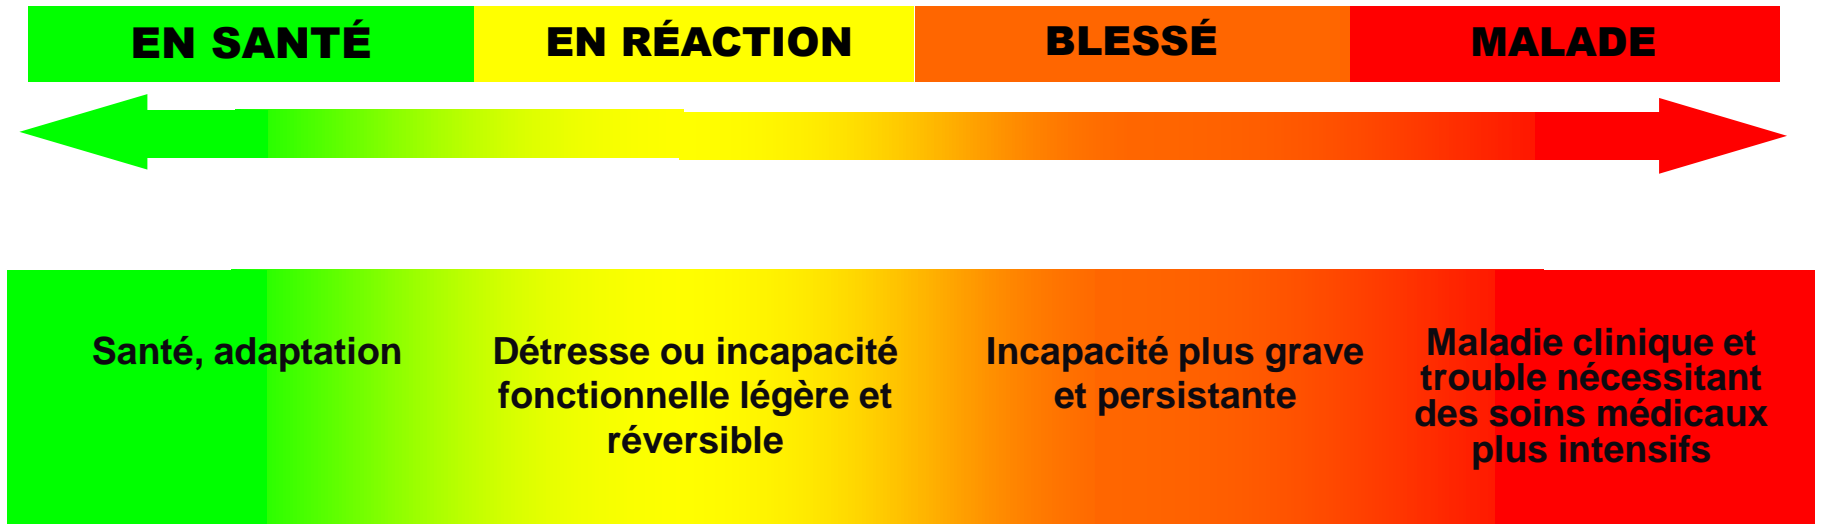 EN SANTÉ
EN RÉACTION
BLESSÉ
MALADE
Santé, adaptation
Détresse ou incapacité
fonctionnelle légère et
réversible
Incapacité plus grave
et persistante
Maladie clinique et
trouble nécessitant
des soins médicaux
plus intensifs